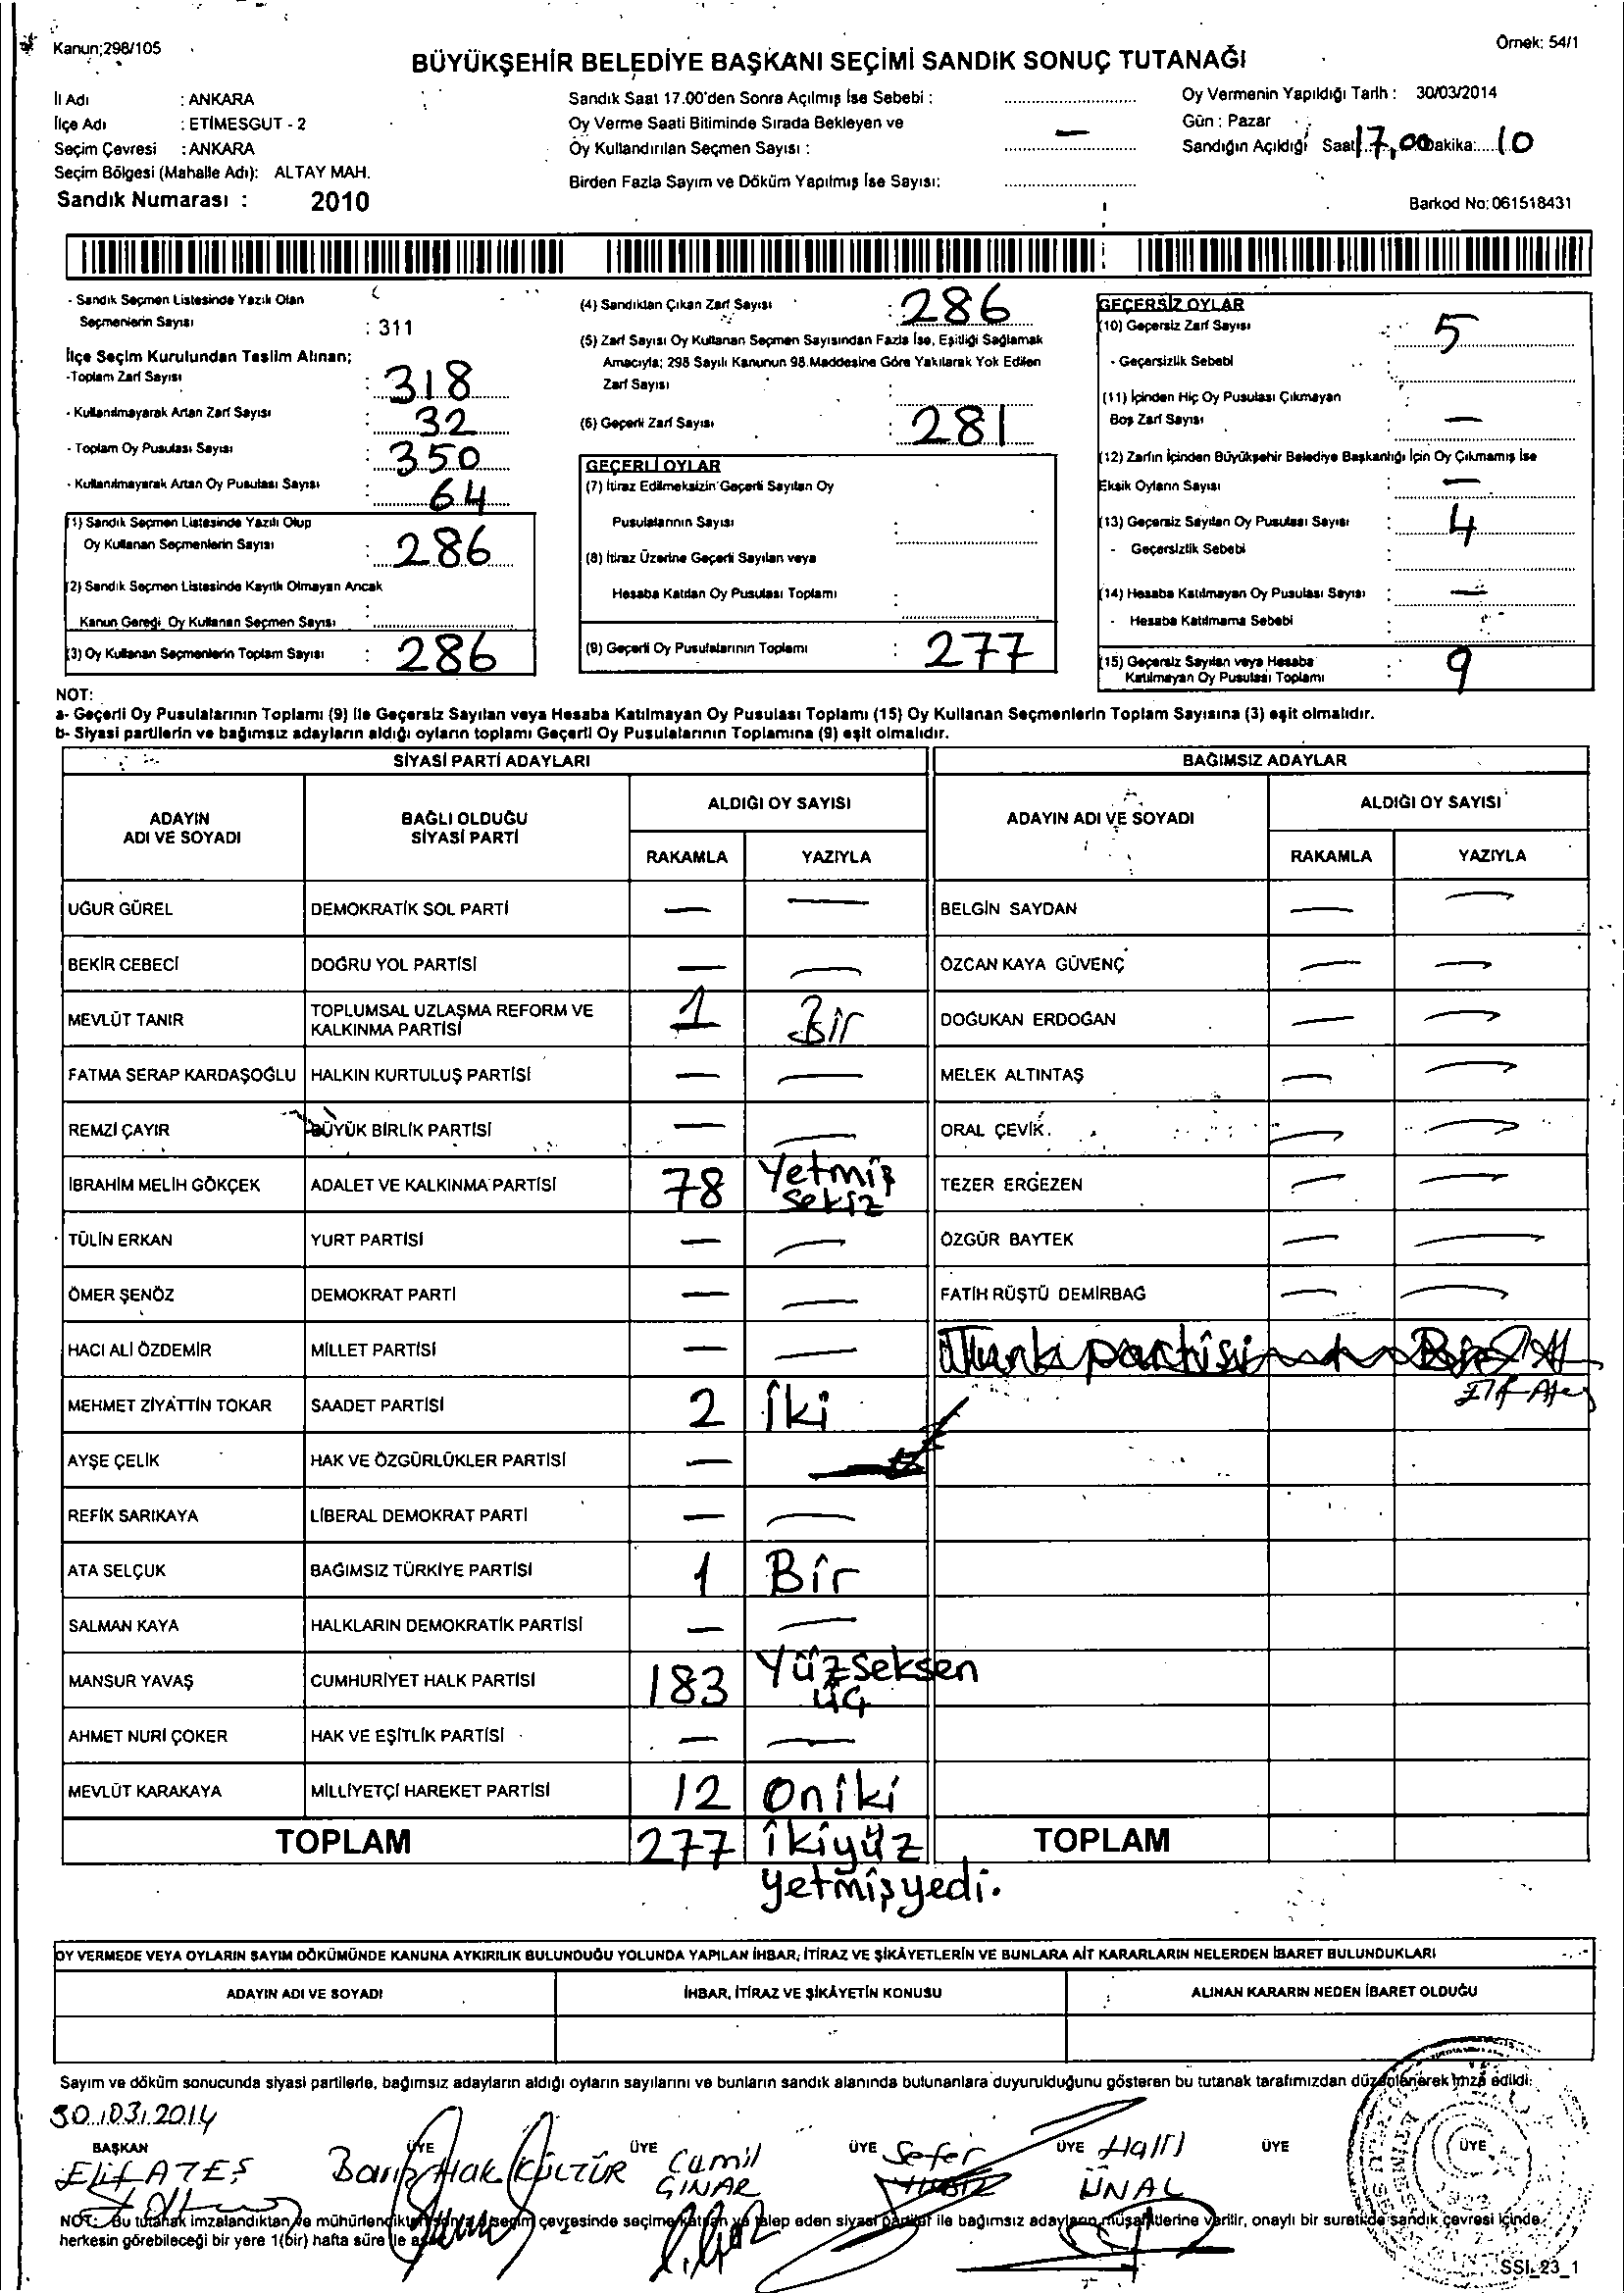 Kanun;298/105
Örnek: 54/1
BÜYÜKŞEHİR BELEDİYE BAŞKANI SEÇİMİ SANDIK SONUÇ TUTANAĞI
İl Adı : ANKARA
İlçe Adı : ETİMESGUT - 2
Seçim Çevresi : ANKARA
Seçim Bölgesi (Mahalle Adı): ALTAY MAH.
Sandık Numarası : 2010
Sandık Saat 17.00'den Sonra Açılmış İse Sebebi :
Oy Verme Saati Bitiminde Sırada Bekleyen ve
Oy Kullandırılan Seçmen Sayısı : —
Birden Fazla Sayım ve Döküm Yapılmış İse Sayısı:
Oy Vermenin Yapıldığı Tarih : 30/03/2014
Gün : Pazar
Sandığın Açıldığı Saat 17,00 Dakika: 10
Barkod No: 061518431
- Sandık Seçmen Listesinde Yazılı Olan
Seçmenlerin Sayısı : 311
İlçe Seçim Kurulundan Teslim Alınan;
-Toplam Zarf Sayısı : 318
- Kullanılmayarak Artan Zarf Sayısı : 32
- Toplam Oy Pusulası Sayısı : 350
- Kullanılmayarak Artan Oy Pusulası Sayısı : 64
(1) Sandık Seçmen Listesinde Yazılı Olup
Oy Kullanan Seçmenlerin Sayısı : 286
(2) Sandık Seçmen Listesinde Kayıtlı Olmayan Ancak
Kanun Gereği Oy Kullanan Seçmen Sayısı :
(3) Oy Kullanan Seçmenlerin Toplam Sayısı : 286
(4) Sandıktan Çıkan Zarf Sayısı : 286
(5) Zarf Sayısı Oy Kullanan Seçmen Sayısından Fazla İse, Eşitliği Sağlamak
Amacıyla; 298 Sayılı Kanunun 98.Maddesine Göre Yakılarak Yok Edilen
Zarf Sayısı :
(6) Geçerli Zarf Sayısı : 281
GEÇERLİ OYLAR
(7) İtiraz Edilmeksizin Geçerli Sayılan Oy
Pusulalarının Sayısı :
(8) İtiraz Üzerine Geçerli Sayılan veya
Hesaba Katılan Oy Pusulası Toplamı :
(9) Geçerli Oy Pusulalarının Toplamı : 277
GEÇERSİZ OYLAR
(10) Geçersiz Zarf Sayısı : 5
- Geçersizlik Sebebi :
(11) İçinden Hiç Oy Pusulası Çıkmayan
Boş Zarf Sayısı : —
(12) Zarfın İçinden Büyükşehir Belediye Başkanlığı İçin Oy Çıkmamış İse
Eksik Oyların Sayısı : —
(13) Geçersiz Sayılan Oy Pusulası Sayısı : 4
- Geçersizlik Sebebi :
(14) Hesaba Katılmayan Oy Pusulası Sayısı : —
- Hesaba Katılmama Sebebi :
(15) Geçersiz Sayılan veya Hesaba
Katılmayan Oy Pusulası Toplamı : 9
NOT:
a- Geçerli Oy Pusulalarının Toplamı (9) ile Geçersiz Sayılan veya Hesaba Katılmayan Oy Pusulası Toplamı (15) Oy Kullanan Seçmenlerin Toplam Sayısına (3) eşit olmalıdır.
b- Siyasi partilerin ve bağımsız adayların aldığı oyların toplamı Geçerli Oy Pusulalarının Toplamına (9) eşit olmalıdır.
SİYASİ PARTİ ADAYLARI BAĞIMSIZ ADAYLAR
ADAYIN ADI VE SOYADI
BAĞLI OLDUĞU SİYASİ PARTİ
ALDIĞI OY SAYISI
RAKAMLA YAZIYLA
ADAYIN ADI VE SOYADI
ALDIĞI OY SAYISI
RAKAMLA YAZIYLA
UĞUR GÜREL DEMOKRATİK SOL PARTİ — — BELGİN SAYDAN — —
BEKİR CEBECİ DOĞRU YOL PARTİSİ — — ÖZCAN KAYA GÜVENÇ — —
MEVLÜT TANIR TOPLUMSAL UZLAŞMA REFORM VE KALKINMA PARTİSİ 1 Bir DOĞUKAN ERDOĞAN — —
FATMA SERAP KARDAŞOĞLU HALKIN KURTULUŞ PARTİSİ — — MELEK ALTINTAŞ — —
REMZİ ÇAYIR BÜYÜK BİRLİK PARTİSİ — — ORAL ÇEVİK — —
İBRAHİM MELİH GÖKÇEK ADALET VE KALKINMA PARTİSİ 78 Yetmiş sekiz TEZER ERGEZEN — —
TÜLİN ERKAN YURT PARTİSİ — — ÖZGÜR BAYTEK — —
ÖMER ŞENÖZ DEMOKRAT PARTİ — — FATİH RÜŞTÜ DEMİRBAĞ — —
HACI ALİ ÖZDEMİR MİLLET PARTİSİ — — partisi Bir
Elif Ateş
MEHMET ZİYATTİN TOKAR SAADET PARTİSİ 2 İki
AYŞE ÇELİK HAK VE ÖZGÜRLÜKLER PARTİSİ —
REFİK SARIKAYA LİBERAL DEMOKRAT PARTİ — —
ATA SELÇUK BAĞIMSIZ TÜRKİYE PARTİSİ 1 Bir
SALMAN KAYA HALKLARIN DEMOKRATİK PARTİSİ — —
MANSUR YAVAŞ CUMHURİYET HALK PARTİSİ 183 Yüzseksen üç
AHMET NURİ ÇOKER HAK VE EŞİTLİK PARTİSİ — —
MEVLÜT KARAKAYA MİLLİYETÇİ HAREKET PARTİSİ 12 Oniki
TOPLAM 277 İkiyüz yetmişyedi. TOPLAM
OY VERMEDE VEYA OYLARIN SAYIM DÖKÜMÜNDE KANUNA AYKIRILIK BULUNDUĞU YOLUNDA YAPILAN İHBAR, İTİRAZ VE ŞİKÂYETLERİN VE BUNLARA AİT KARARLARIN NELERDEN İBARET BULUNDUKLARI
ADAYIN ADI VE SOYADI İHBAR, İTİRAZ VE ŞİKÂYETİN KONUSU ALINAN KARARIN NEDEN İBARET OLDUĞU
Sayım ve döküm sonucunda siyasi partilerle, bağımsız adayların aldığı oyların sayılarını ve bunların sandık alanında bulunanlara duyurulduğunu gösteren bu tutanak tarafımızdan düzenlenerek imza edildi.
30.03.2014
BAŞKAN ÜYE ÜYE ÜYE ÜYE ÜYE ÜYE
ELİF ATEŞ Barış Hak KÜLTÜR Camil ÇINAR Sefer Halil ÜNAL
NOT: Bu tutanak imzalandıktan ve mühürlendikten sonra seçim çevresinde seçime katılan ve talep eden siyasi partiler ile bağımsız adayların müşahitlerine verilir, onaylı bir suretide sandık çevresi içinde
herkesin görebileceği bir yere 1(bir) hafta süre ile asılır.
SSİ_23_1